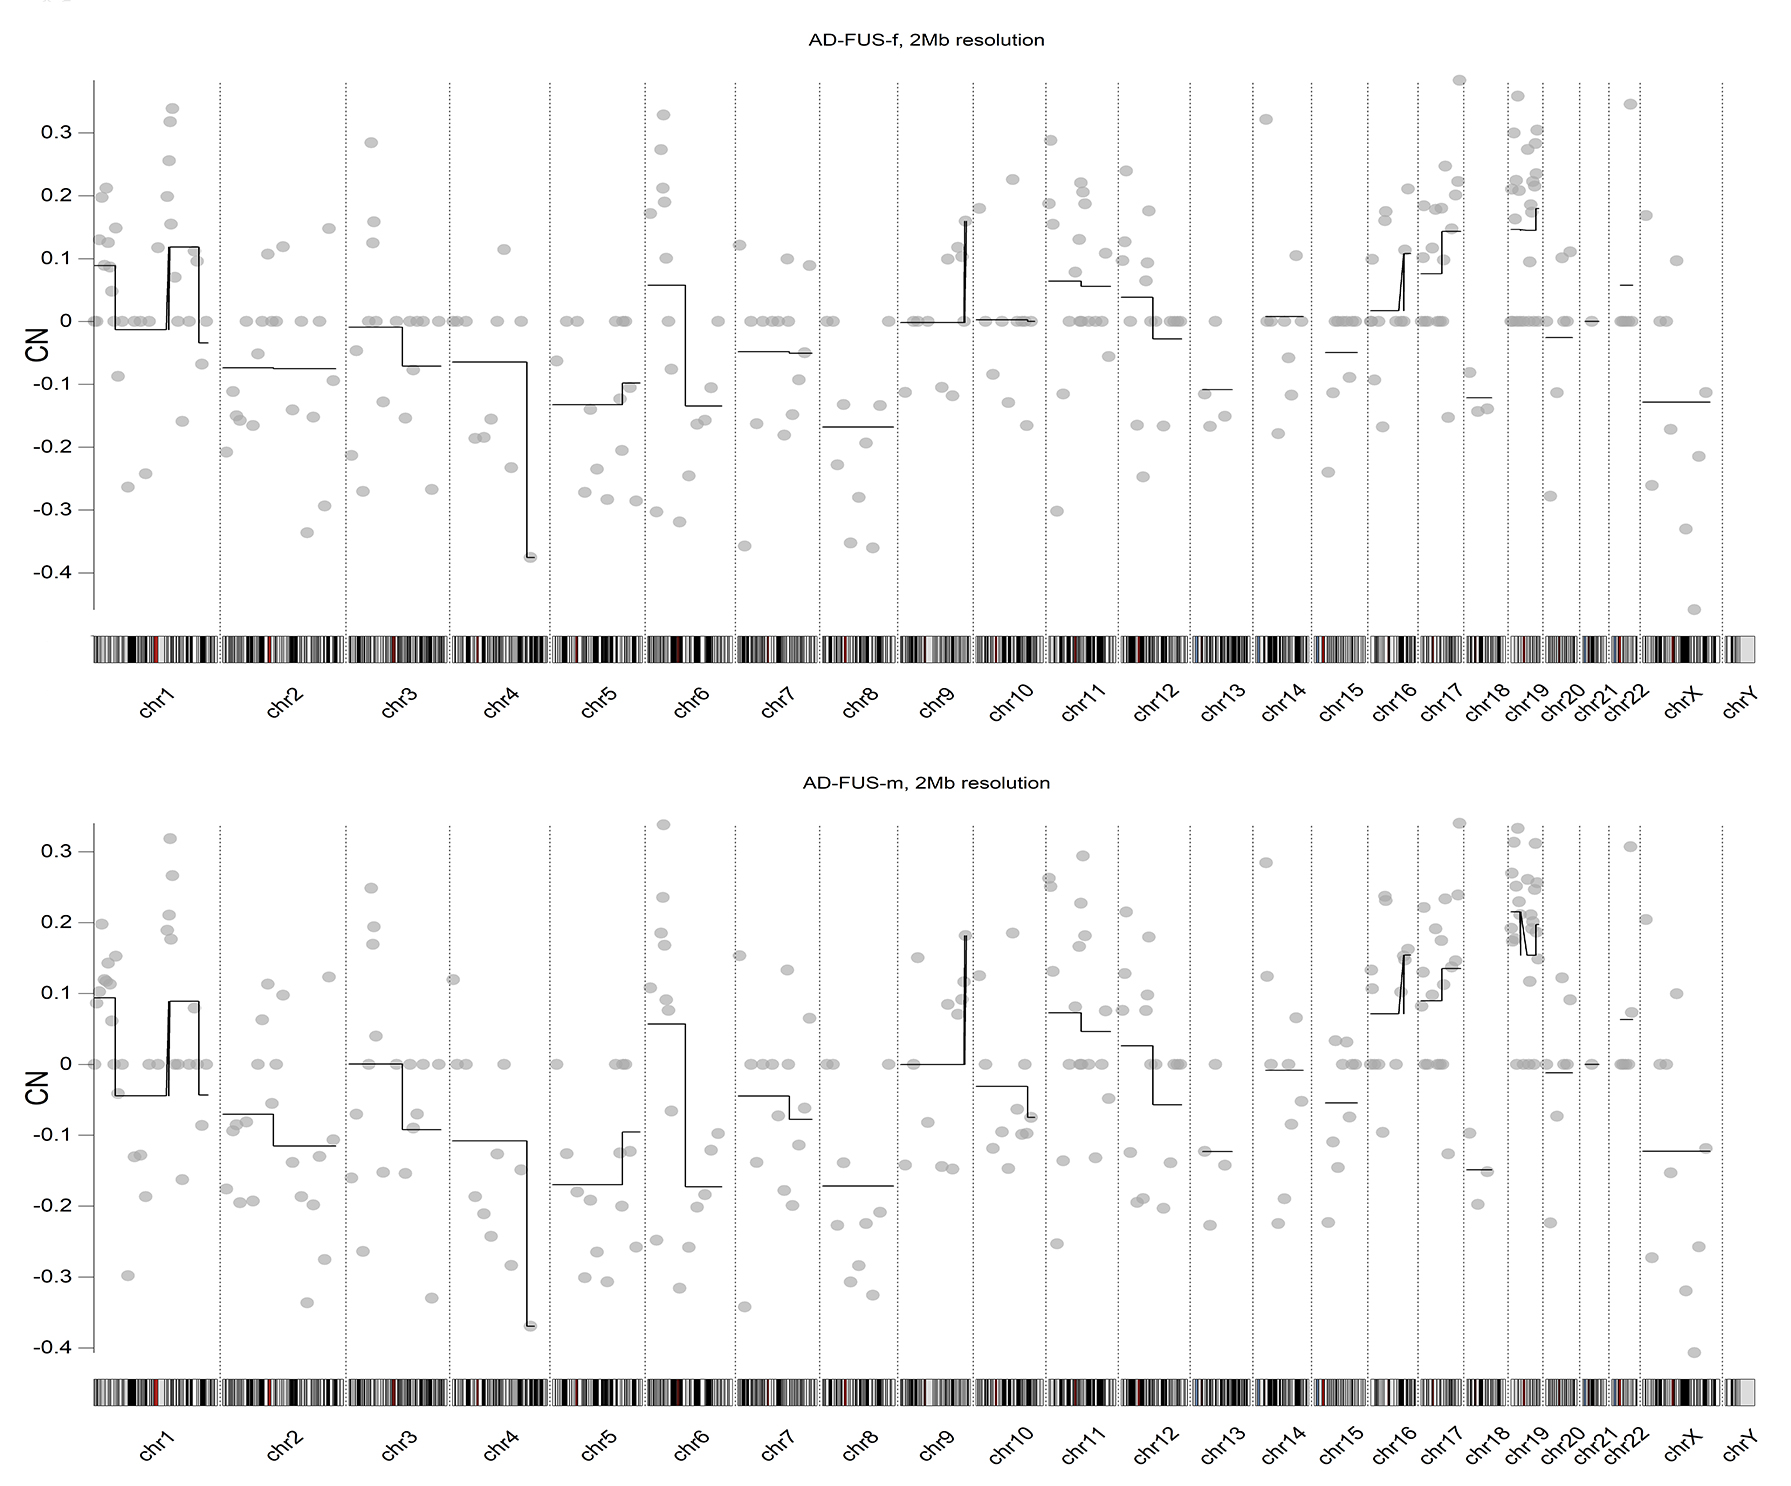 AD-FUS-f, 2Mb resolution
0.3
0.2
0.1
0
-0.1
-0.2
-0.3
-0.4
CN
chr1 chr2 chr3 chr4 chr5 chr6 chr7 chr8 chr9 chr10 chr11 chr12 chr13 chr14 chr15 chr16 chr17 chr18 chr19 chr20 chr21 chr22 chrX chrY
AD-FUS-m, 2Mb resolution
0.3
0.2
0.1
0
-0.1
-0.2
-0.3
-0.4
CN
chr1 chr2 chr3 chr4 chr5 chr6 chr7 chr8 chr9 chr10 chr11 chr12 chr13 chr14 chr15 chr16 chr17 chr18 chr19 chr20 chr21 chr22 chrX chrY